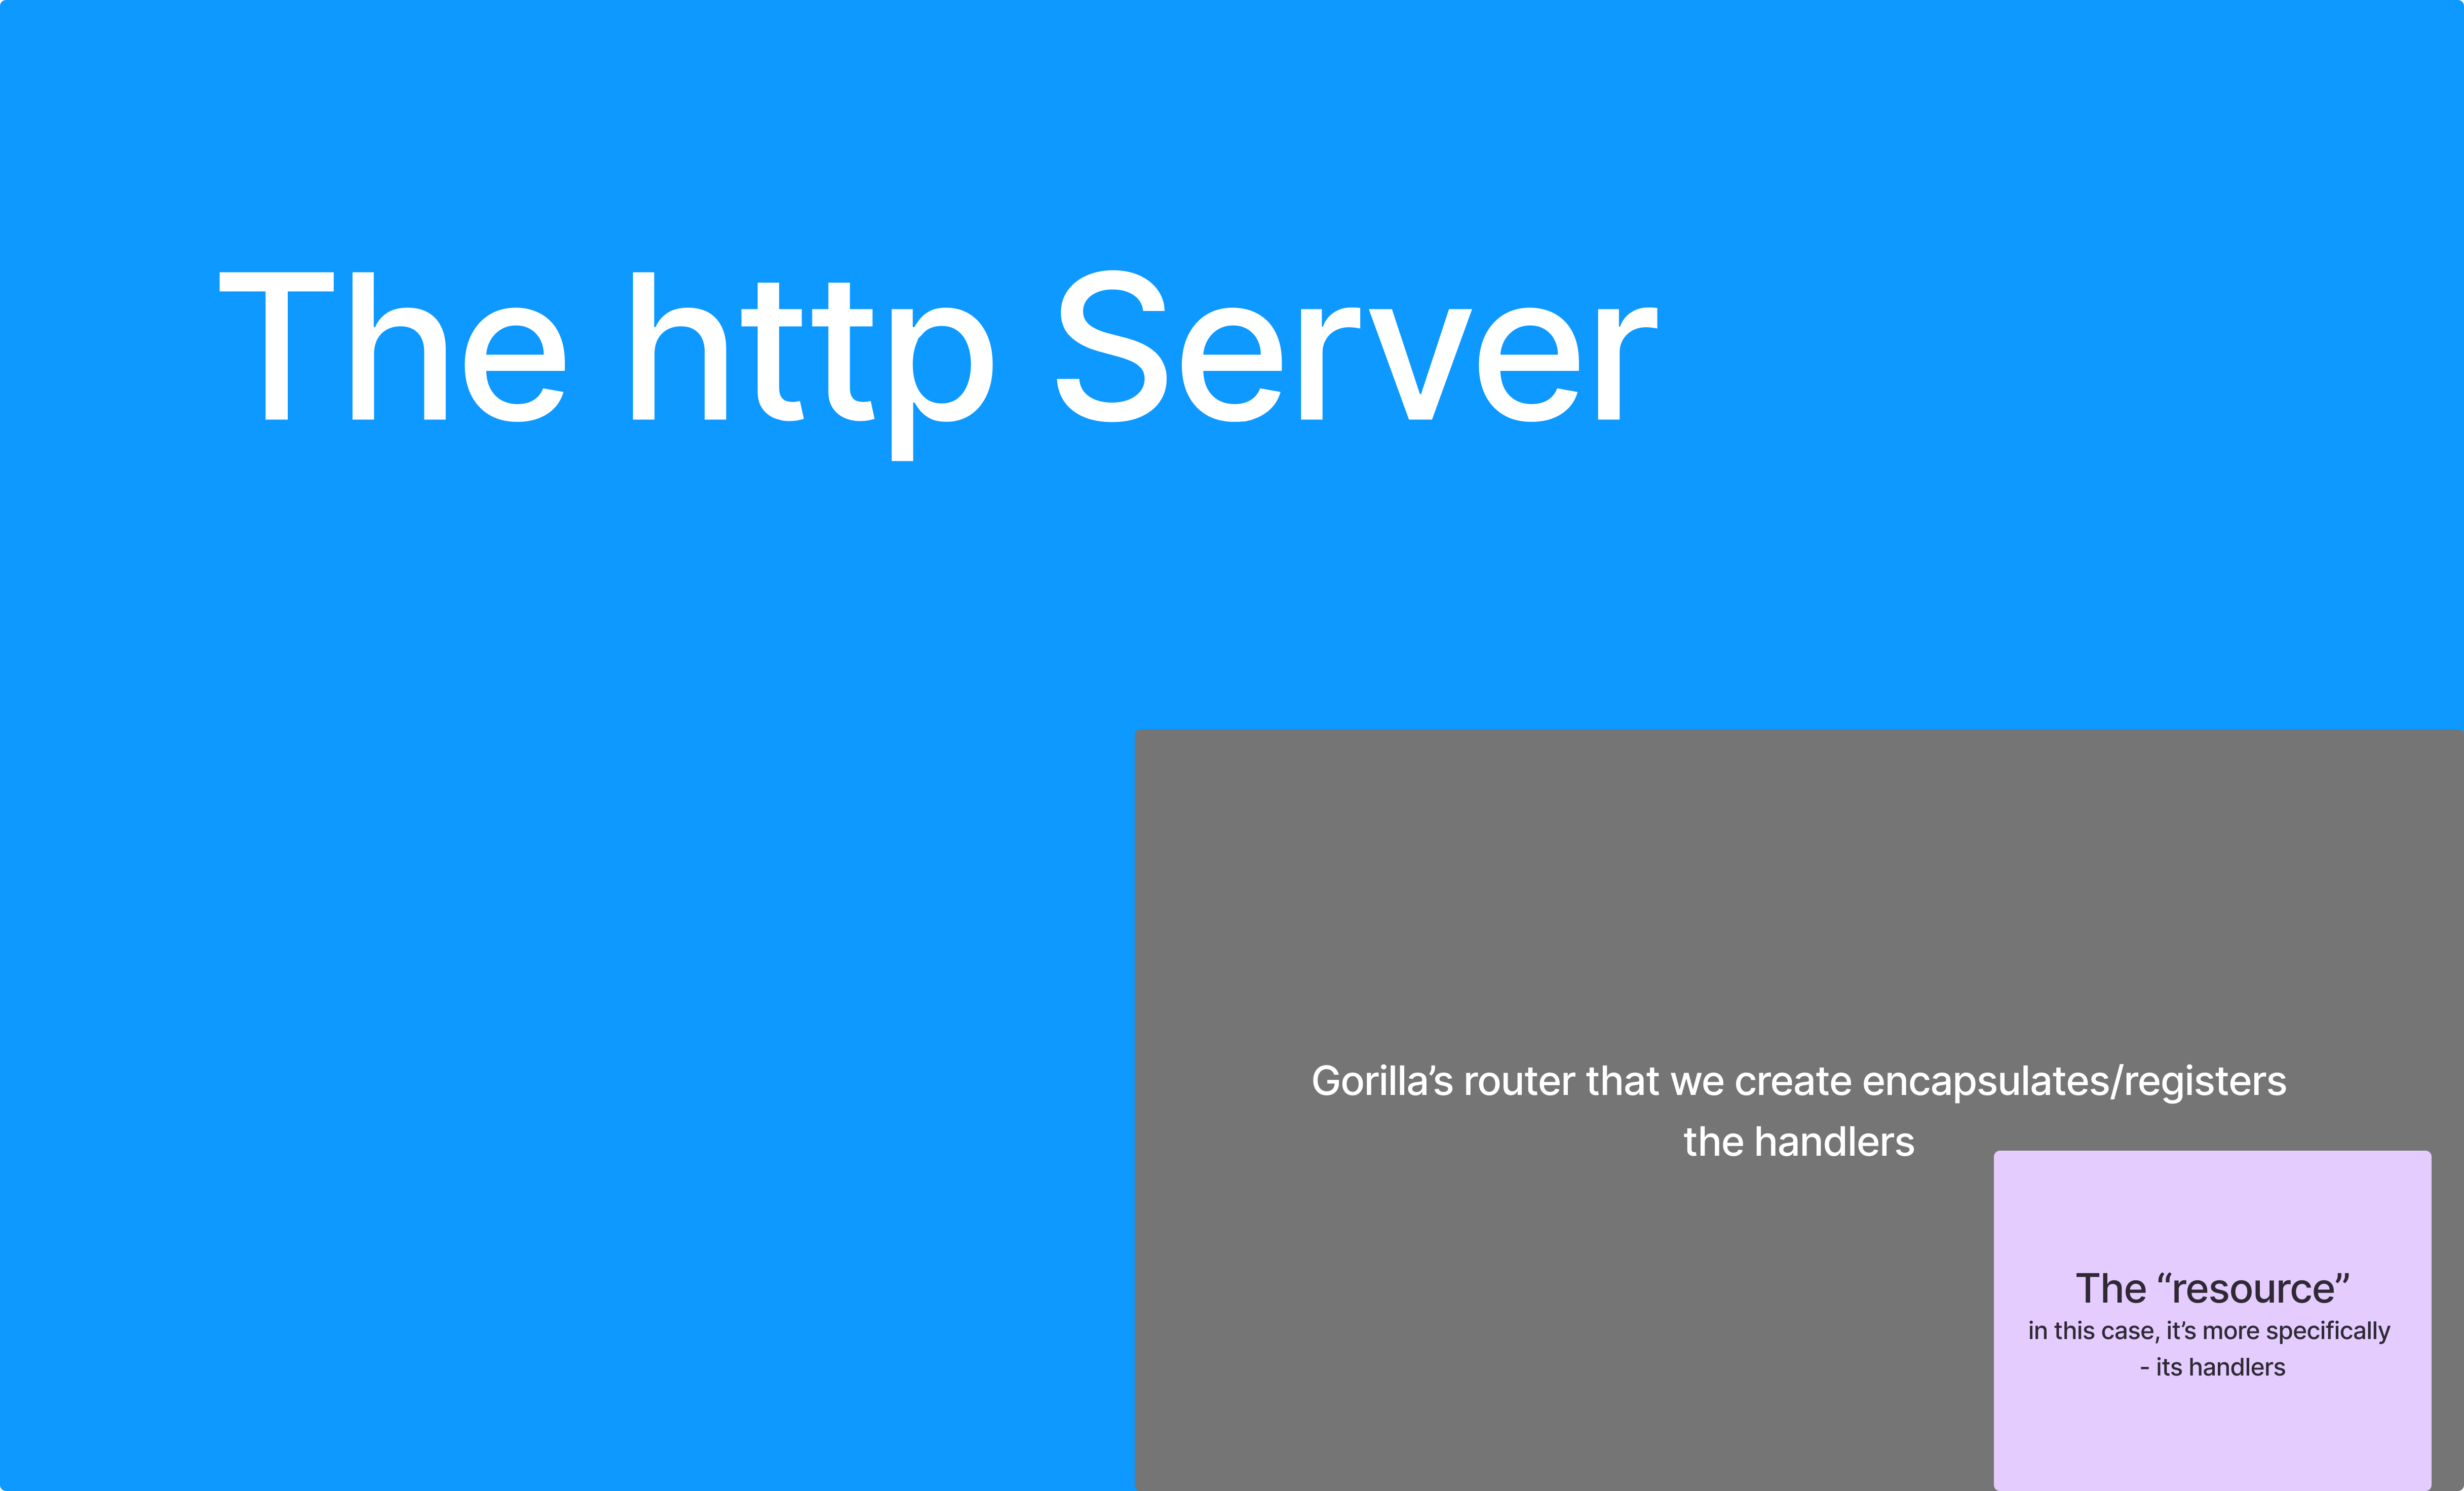 The http Server
Gorilla’s router that we create encapsulates/registers
the handlers
The “resource”
in this case, it’s more specifically
- its handlers